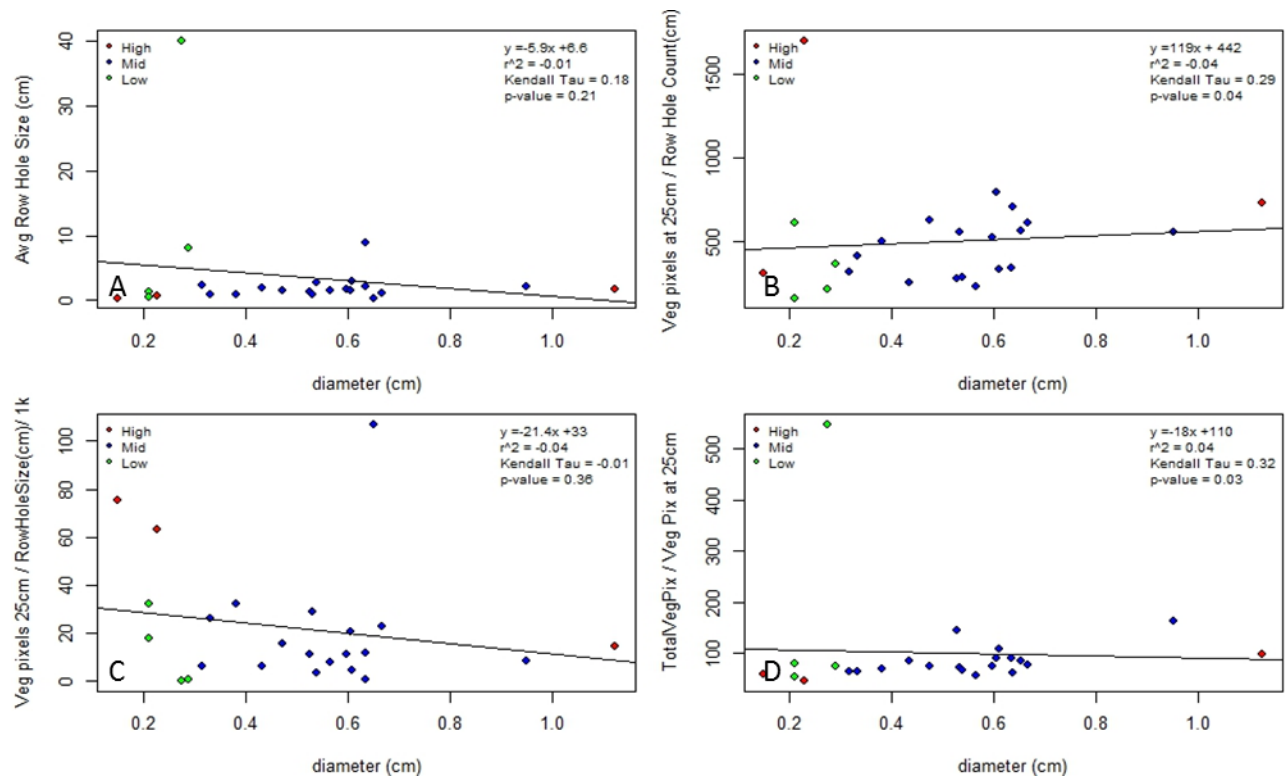 Avg Row Hole Size (cm)
40
30
20
10
0
High
Mid
Low
y =-5.9x +6.6
r^2 = -0.01
Kendall Tau = 0.18
p-value = 0.21
A
0.2 0.4 0.6 0.8 1.0
diameter (cm)
Veg pixels at 25cm / Row Hole Count(cm)
1500
1000
500
High
Mid
Low
y =119x + 442
r^2 = -0.04
Kendall Tau = 0.29
p-value = 0.04
B
0.2 0.4 0.6 0.8 1.0
diameter (cm)
Veg pixels 25cm / RowHoleSize(cm)/ 1k
100
80
60
40
20
0
High
Mid
Low
y =-21.4x +33
r^2 = -0.04
Kendall Tau = -0.01
p-value = 0.36
C
0.2 0.4 0.6 0.8 1.0
diameter (cm)
TotalVegPix / Veg Pix at 25cm
500
400
300
200
100
High
Mid
Low
y =-18x +110
r^2 = 0.04
Kendall Tau = 0.32
p-value = 0.03
D
0.2 0.4 0.6 0.8 1.0
diameter (cm)